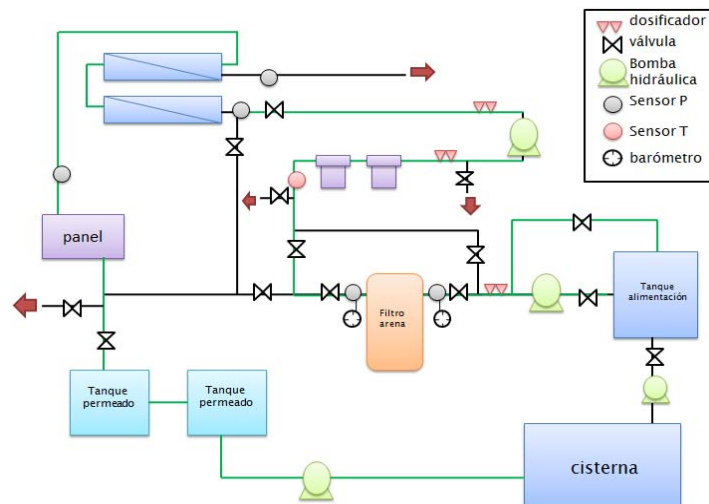 dosificador
válvula
Bomba
hidráulica
Sensor P
Sensor T
barómetro
panel
Filtro
arena
Tanque
alimentación
Tanque
permeado
Tanque
permeado
cisterna